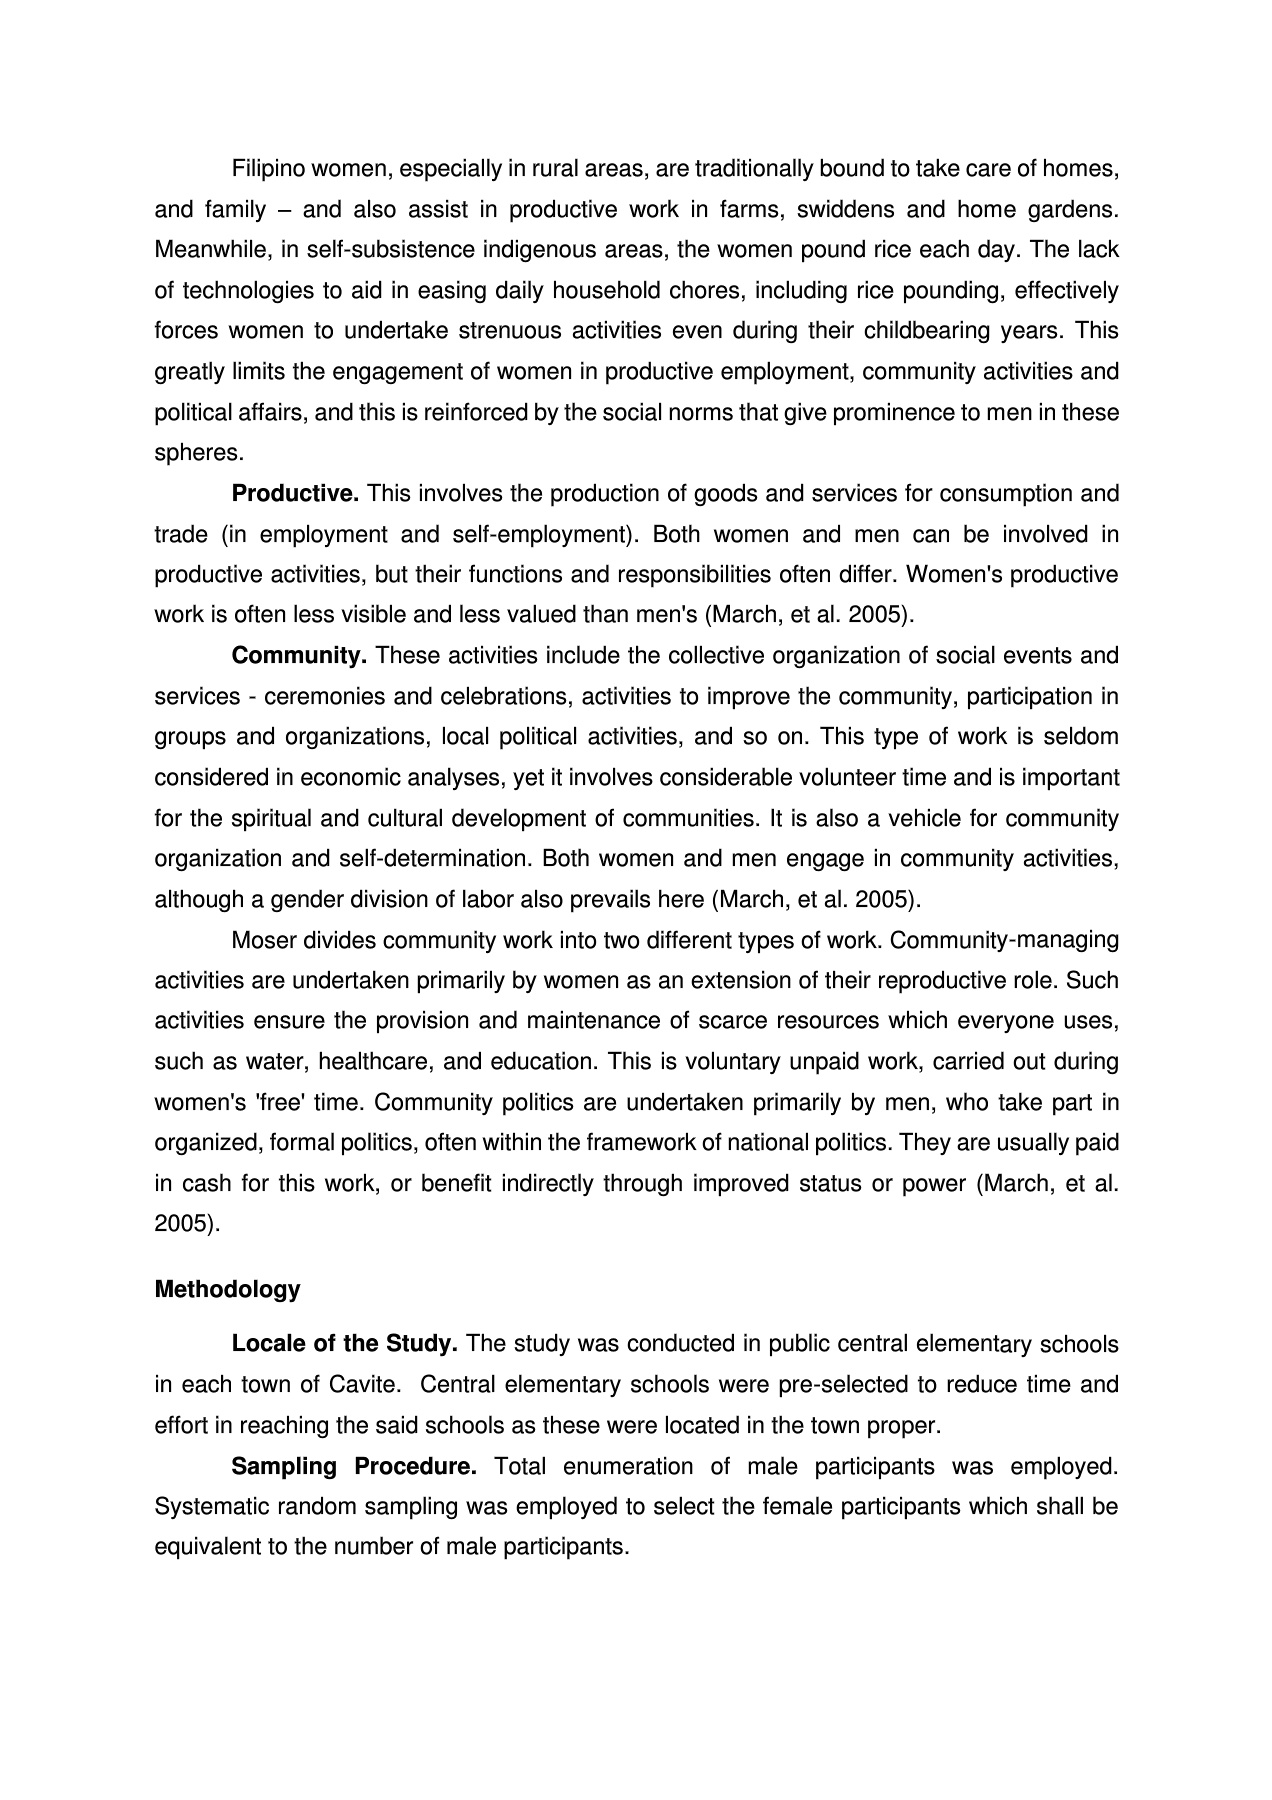 Filipino women, especially in rural areas, are traditionally bound to take care of homes,
and family – and also assist in productive work in farms, swiddens and home gardens.
Meanwhile, in self-subsistence indigenous areas, the women pound rice each day. The lack
of technologies to aid in easing daily household chores, including rice pounding, effectively
forces women to undertake strenuous activities even during their childbearing years. This
greatly limits the engagement of women in productive employment, community activities and
political affairs, and this is reinforced by the social norms that give prominence to men in these
spheres.
Productive. This involves the production of goods and services for consumption and
trade (in employment and self-employment). Both women and men can be involved in
productive activities, but their functions and responsibilities often differ. Women's productive
work is often less visible and less valued than men's (March, et al. 2005).
Community. These activities include the collective organization of social events and
services - ceremonies and celebrations, activities to improve the community, participation in
groups and organizations, local political activities, and so on. This type of work is seldom
considered in economic analyses, yet it involves considerable volunteer time and is important
for the spiritual and cultural development of communities. It is also a vehicle for community
organization and self-determination. Both women and men engage in community activities,
although a gender division of labor also prevails here (March, et al. 2005).
Moser divides community work into two different types of work. Community-managing
activities are undertaken primarily by women as an extension of their reproductive role. Such
activities ensure the provision and maintenance of scarce resources which everyone uses,
such as water, healthcare, and education. This is voluntary unpaid work, carried out during
women's 'free' time. Community politics are undertaken primarily by men, who take part in
organized, formal politics, often within the framework of national politics. They are usually paid
in cash for this work, or benefit indirectly through improved status or power (March, et al.
2005).
Methodology
Locale of the Study. The study was conducted in public central elementary schools
in each town of Cavite.  Central elementary schools were pre-selected to reduce time and
effort in reaching the said schools as these were located in the town proper.
Sampling Procedure. Total enumeration of male participants was employed.
Systematic random sampling was employed to select the female participants which shall be
equivalent to the number of male participants.